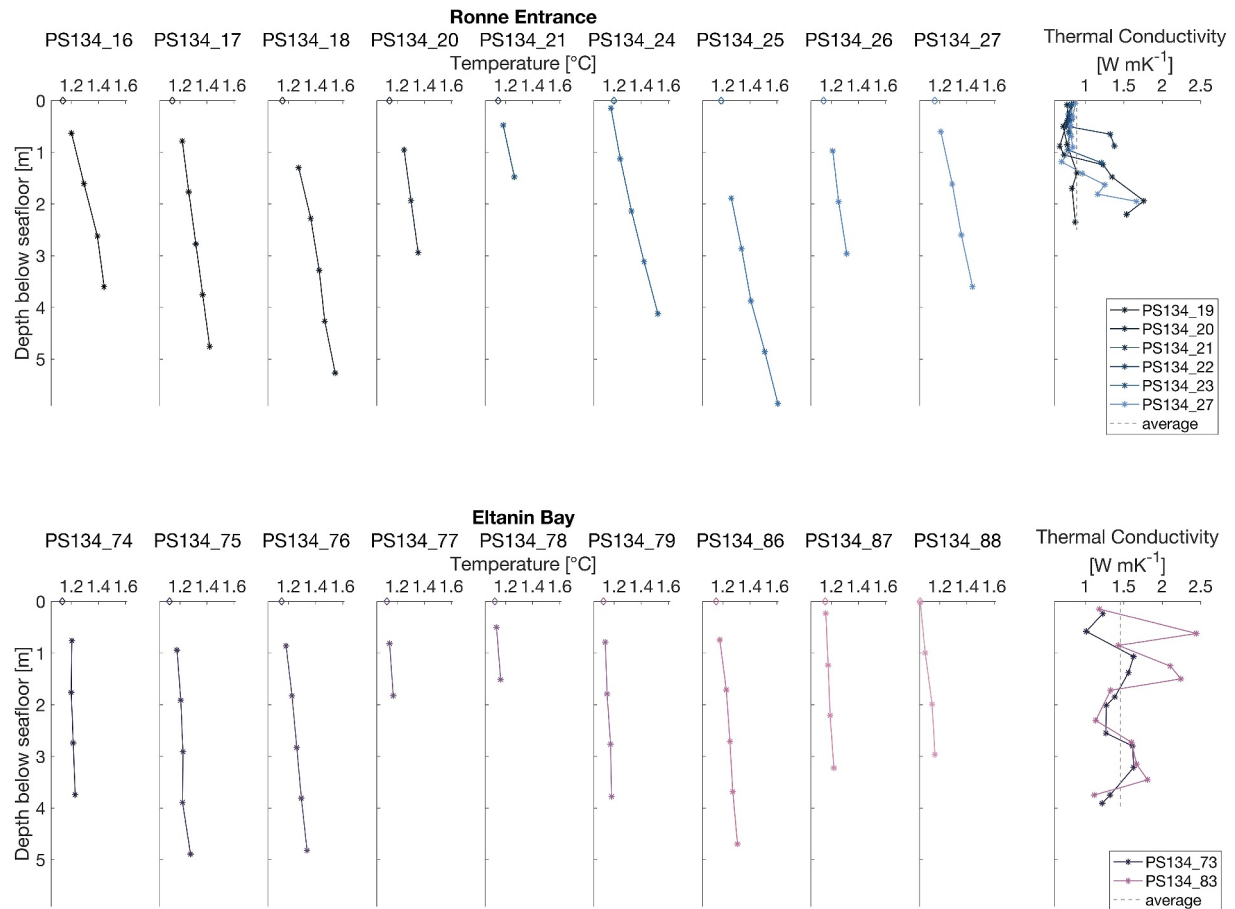 Ronne Entrance
PS134_16 PS134_17 PS134_18 PS134_20 PS134_21 PS134_24 PS134_25 PS134_26 PS134_27 Thermal Conductivity
Temperature [°C] [W mK-1]
1.2 1.4 1.6 1.2 1.4 1.6 1.2 1.4 1.6 1.2 1.4 1.6 1.2 1.4 1.6 1.2 1.4 1.6 1.2 1.4 1.6 1.2 1.4 1.6 1.2 1.4 1.6 1 1.5 2 2.5
0
1
2
3
4
5
Depth below seafloor [m]
PS134_19
PS134_20
PS134_21
PS134_22
PS134_23
PS134_27
average
Eltanin Bay
PS134_74 PS134_75 PS134_76 PS134_77 PS134_78 PS134_79 PS134_86 PS134_87 PS134_88 Thermal Conductivity
Temperature [°C] [W mK-1]
1.2 1.4 1.6 1.2 1.4 1.6 1.2 1.4 1.6 1.2 1.4 1.6 1.2 1.4 1.6 1.2 1.4 1.6 1.2 1.4 1.6 1.2 1.4 1.6 1.2 1.4 1.6 1 1.5 2 2.5
0
1
2
3
4
5
Depth below seafloor [m]
PS134_73
PS134_83
average